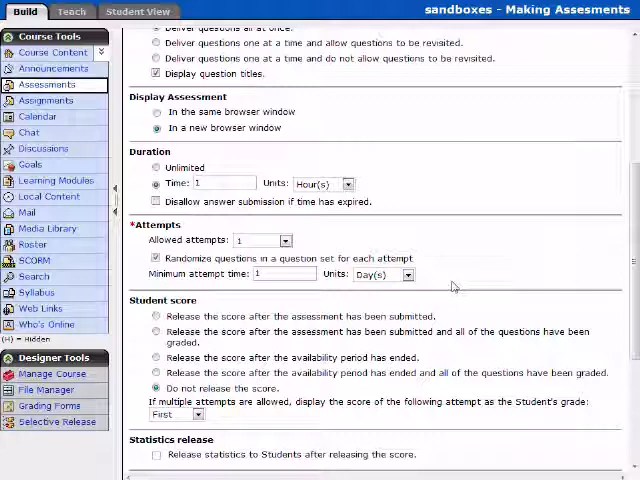 Build
Teach
Student View
sandboxes - Making Assesments
Course Tools
Course Content
Announcements
Assessments
Assignments
Calendar
Chat
Discussions
Goals
Learning Modules
Local Content
Mail
Media Library
Roster
SCORM
Search
Syllabus
Web Links
Who's Online
(H) = Hidden
Designer Tools
Manage Course
File Manager
Grading Forms
Selective Release
Deliver questions all at once.
Deliver questions one at a time and allow questions to be revisited.
Deliver questions one at a time and do not allow questions to be revisited.
Display question titles.
Display Assessment
In the same browser window
In a new browser window
Duration
Unlimited
Time: 1 Units: Hour(s)
Disallow answer submission if time has expired.
*Attempts
Allowed attempts: 1
Randomize questions in a question set for each attempt
Minimum attempt time: 1 Units: Day(s)
Student score
Release the score after the assessment has been submitted.
Release the score after the assessment has been submitted and all of the questions have been
graded.
Release the score after the availability period has ended.
Release the score after the availability period has ended and all of the questions have been graded.
Do not release the score.
If multiple attempts are allowed, display the score of the following attempt as the Student's grade:
First
Statistics release
Release statistics to Students after releasing the score.